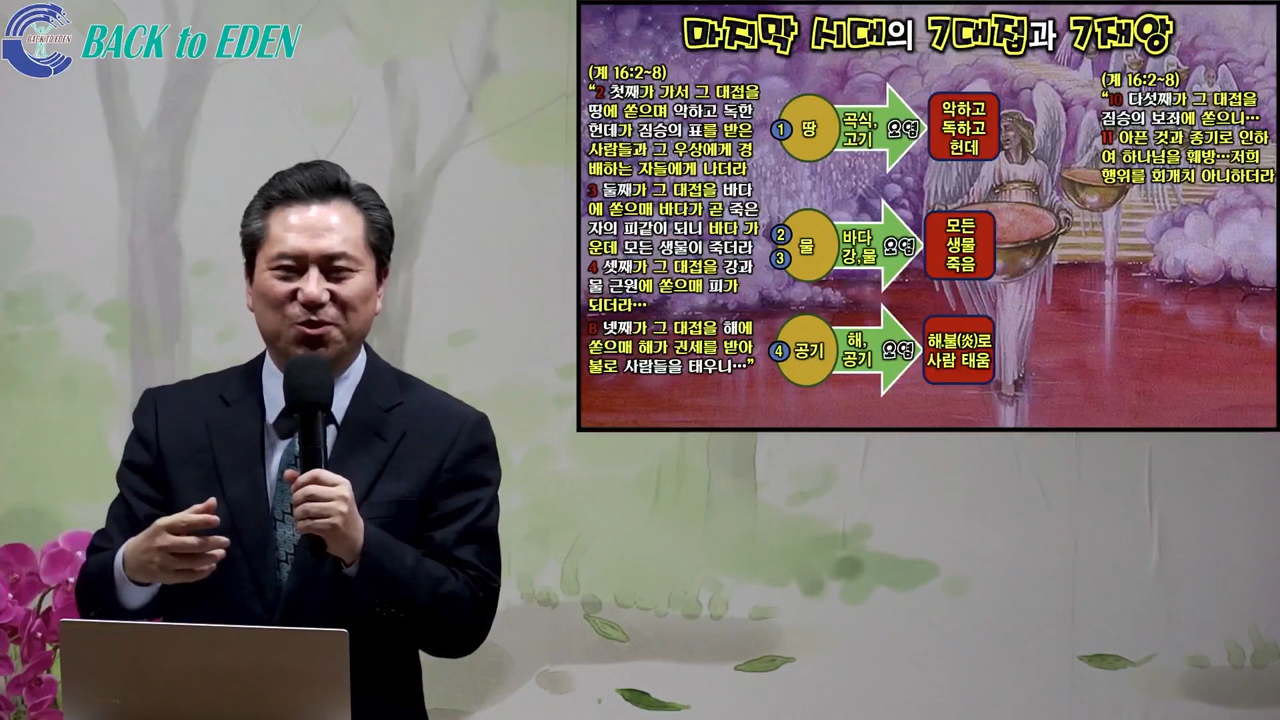 BACK to EDEN
BACK TO EDEN
마지막 시대의 7대접과 7재앙
(계 16:2~8)
“2 첫째가 가서 그 대접을
땅에 쏟으며 악하고 독한
헌데가 짐승의 표를 받은
사람들과 그 우상에게 경
배하는 자들에게 나더라
3 둘째가 그 대접을 바다
에 쏟으매 바다가 곧 죽은
자의 피같이 되니 바다 가
운데 모든 생물이 죽더라
4 셋째가 그 대접을 강과
물 근원에 쏟으매 피가
되더라…
8 넷째가 그 대접을 해에
쏟으매 해가 권세를 받아
불로 사람들을 태우니…”
1 땅
곡식,
고기
오염
악하고
독하고
헌데
2
3
물
바다
강,물
오염
모든
생물
죽음
4 공기
해,
공기
오염
해.불(炎)로
사람 태움
(계 16:2~8)
“10 다섯째가 그 대접을
짐승의 보좌에 쏟으니…
11 아픈 것과 종기로 인하
여 하나님을 훼방…저희
행위를 회개치 아니하더라